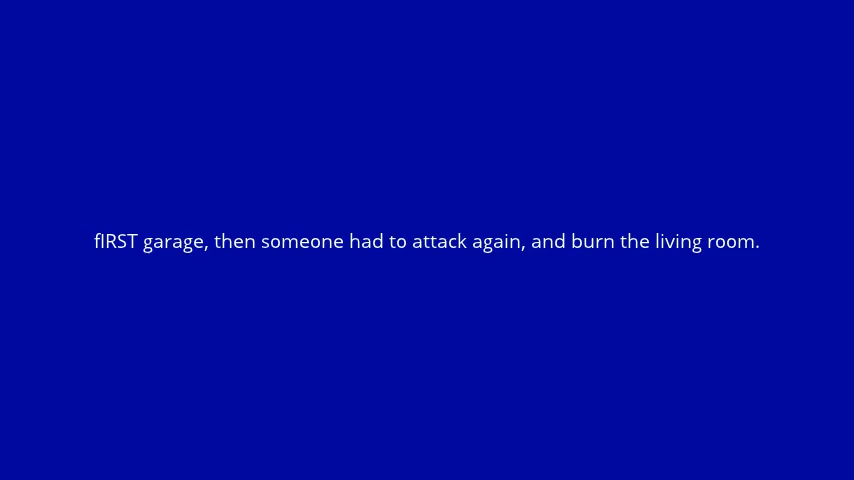 fIRST garage, then someone had to attack again, and burn the living room.